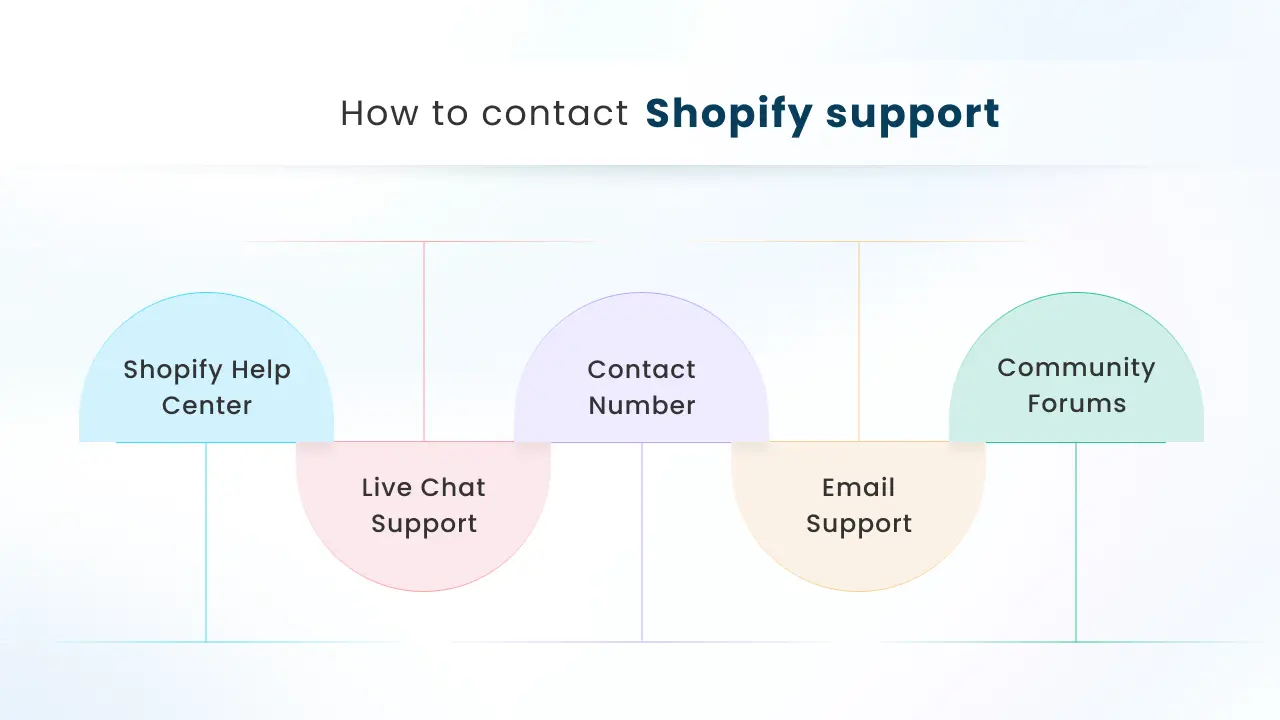 How to contact Shopify support
Shopify Help
Center
Live Chat
Support
Contact
Number
Email
Support
Community
Forums